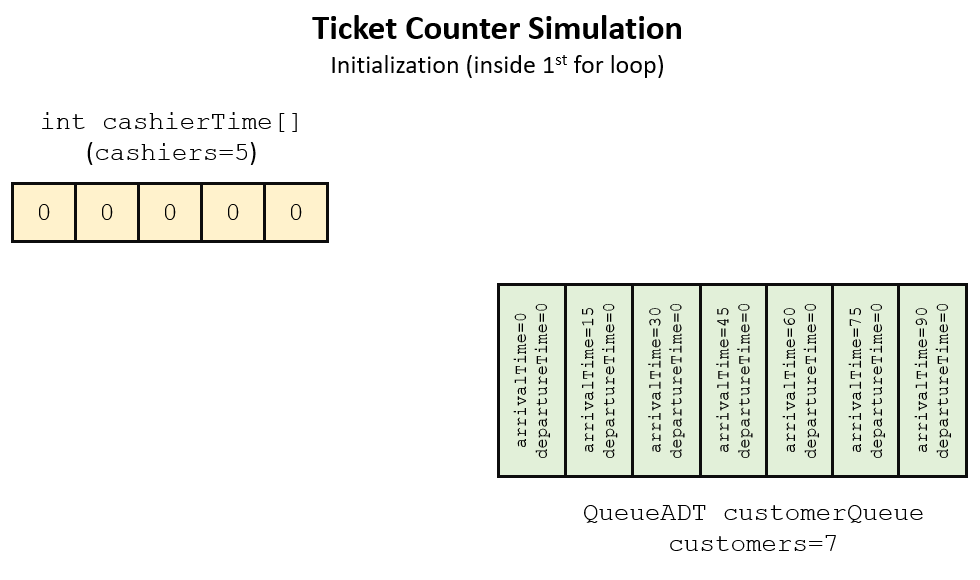 Ticket Counter Simulation
Initialization (inside 1st for loop)
int cashierTime[]
(cashiers=5)
0 0 0 0 0
arrivalTime=0
departureTime=0
arrivalTime=15
departureTime=0
arrivalTime=30
departureTime=0
arrivalTime=45
departureTime=0
arrivalTime=60
departureTime=0
arrivalTime=75
departureTime=0
arrivalTime=90
departureTime=0
QueueADT customerQueue
customers=7